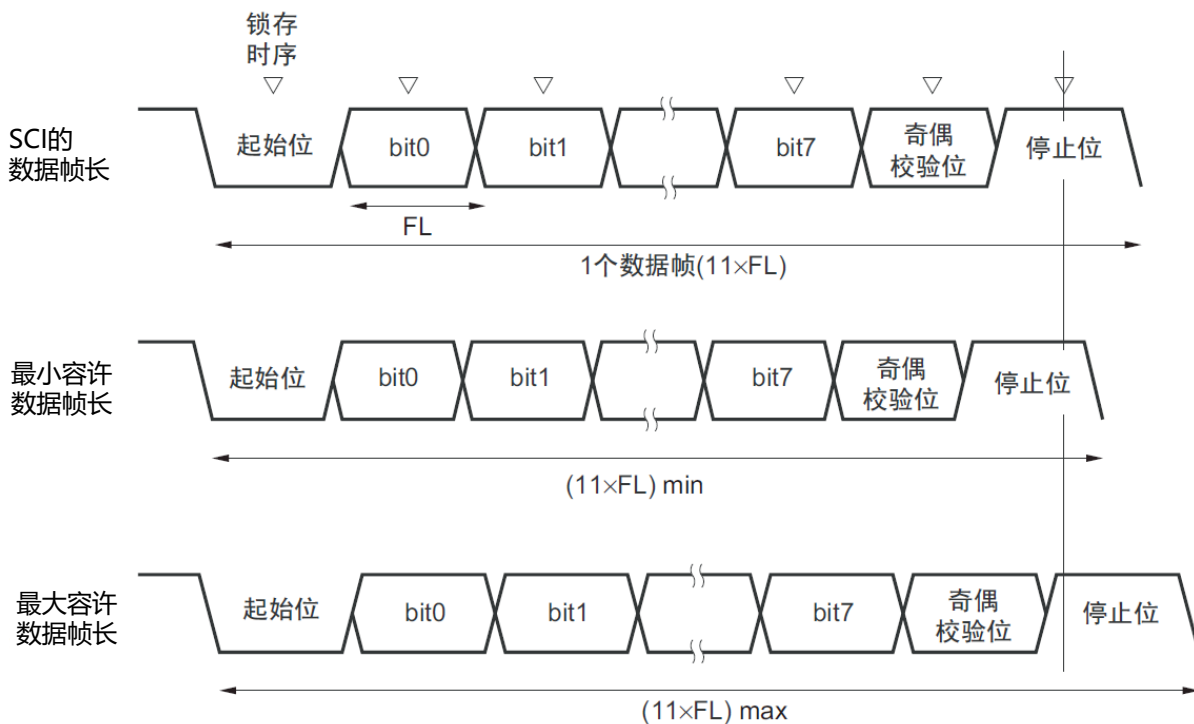 锁存
时序
SCI的
数据帧长
起始位
bit0
bit1
bit7
奇偶
校验位
停止位
FL
1个数据帧(11×FL)
最小容许
数据帧长
起始位
bit0
bit1
bit7
奇偶
校验位
停止位
(11×FL) min
最大容许
数据帧长
起始位
bit0
bit1
bit7
奇偶
校验位
停止位
(11×FL) max